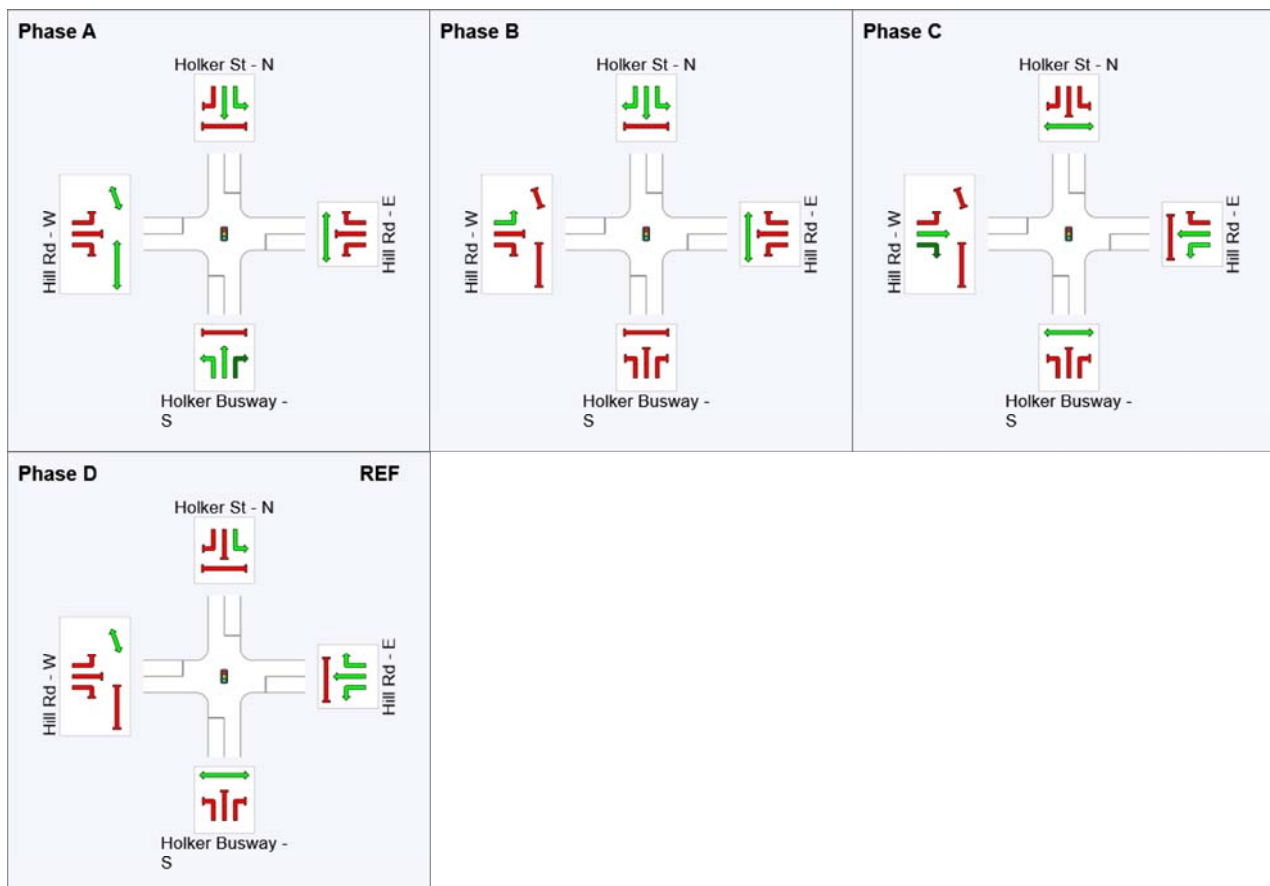 Phase A
Holker St - N
Hill Rd - W
Hill Rd - E
Holker Busway -
S
Phase B
Holker St - N
Hill Rd - W
Hill Rd - E
Holker Busway -
S
Phase C
Holker St - N
Hill Rd - W
Hill Rd - E
Holker Busway -
S
Phase D
REF
Holker St - N
Hill Rd - W
Hill Rd - E
Holker Busway -
S